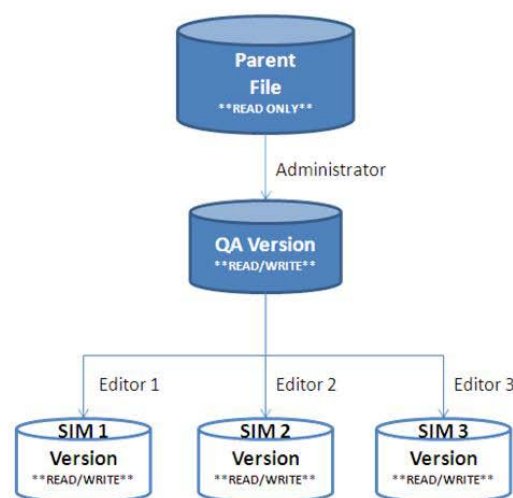 Parent
File
**READ ONLY**
Administrator
QA Version
**READ/WRITE**
Editor 1
Editor 2
Editor 3
SIM 1
Version
**READ/WRITE**
SIM 2
Version
**READ/WRITE**
SIM 3
Version
**READ/WRITE**